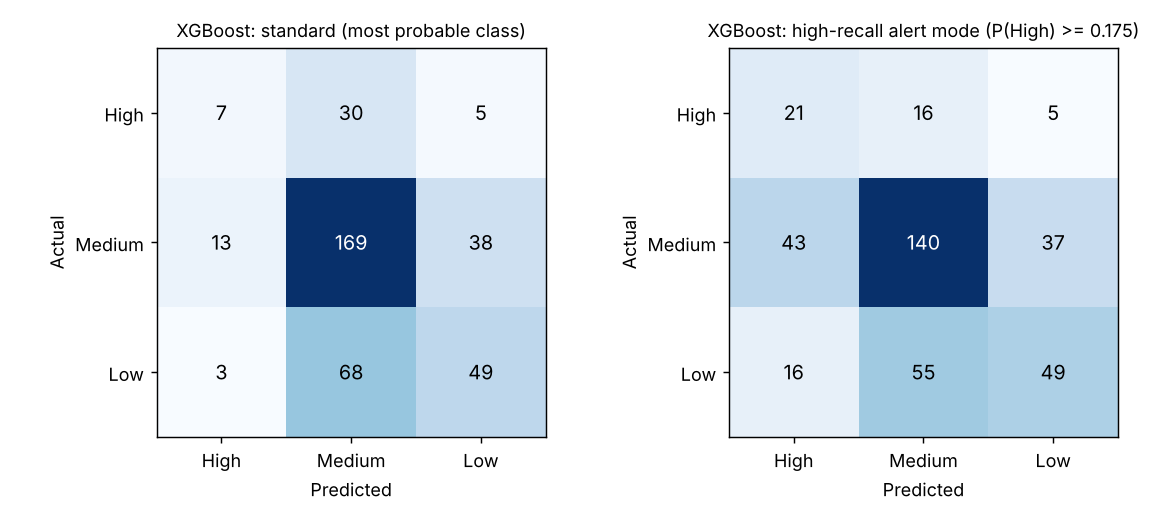 XGBoost: standard (most probable class)
Actual
High 7 30 5
Medium 13 169 38
Low 3 68 49
High Medium Low
Predicted
XGBoost: high-recall alert mode (P(High) >= 0.175)
Actual
High 21 16 5
Medium 43 140 37
Low 16 55 49
High Medium Low
Predicted